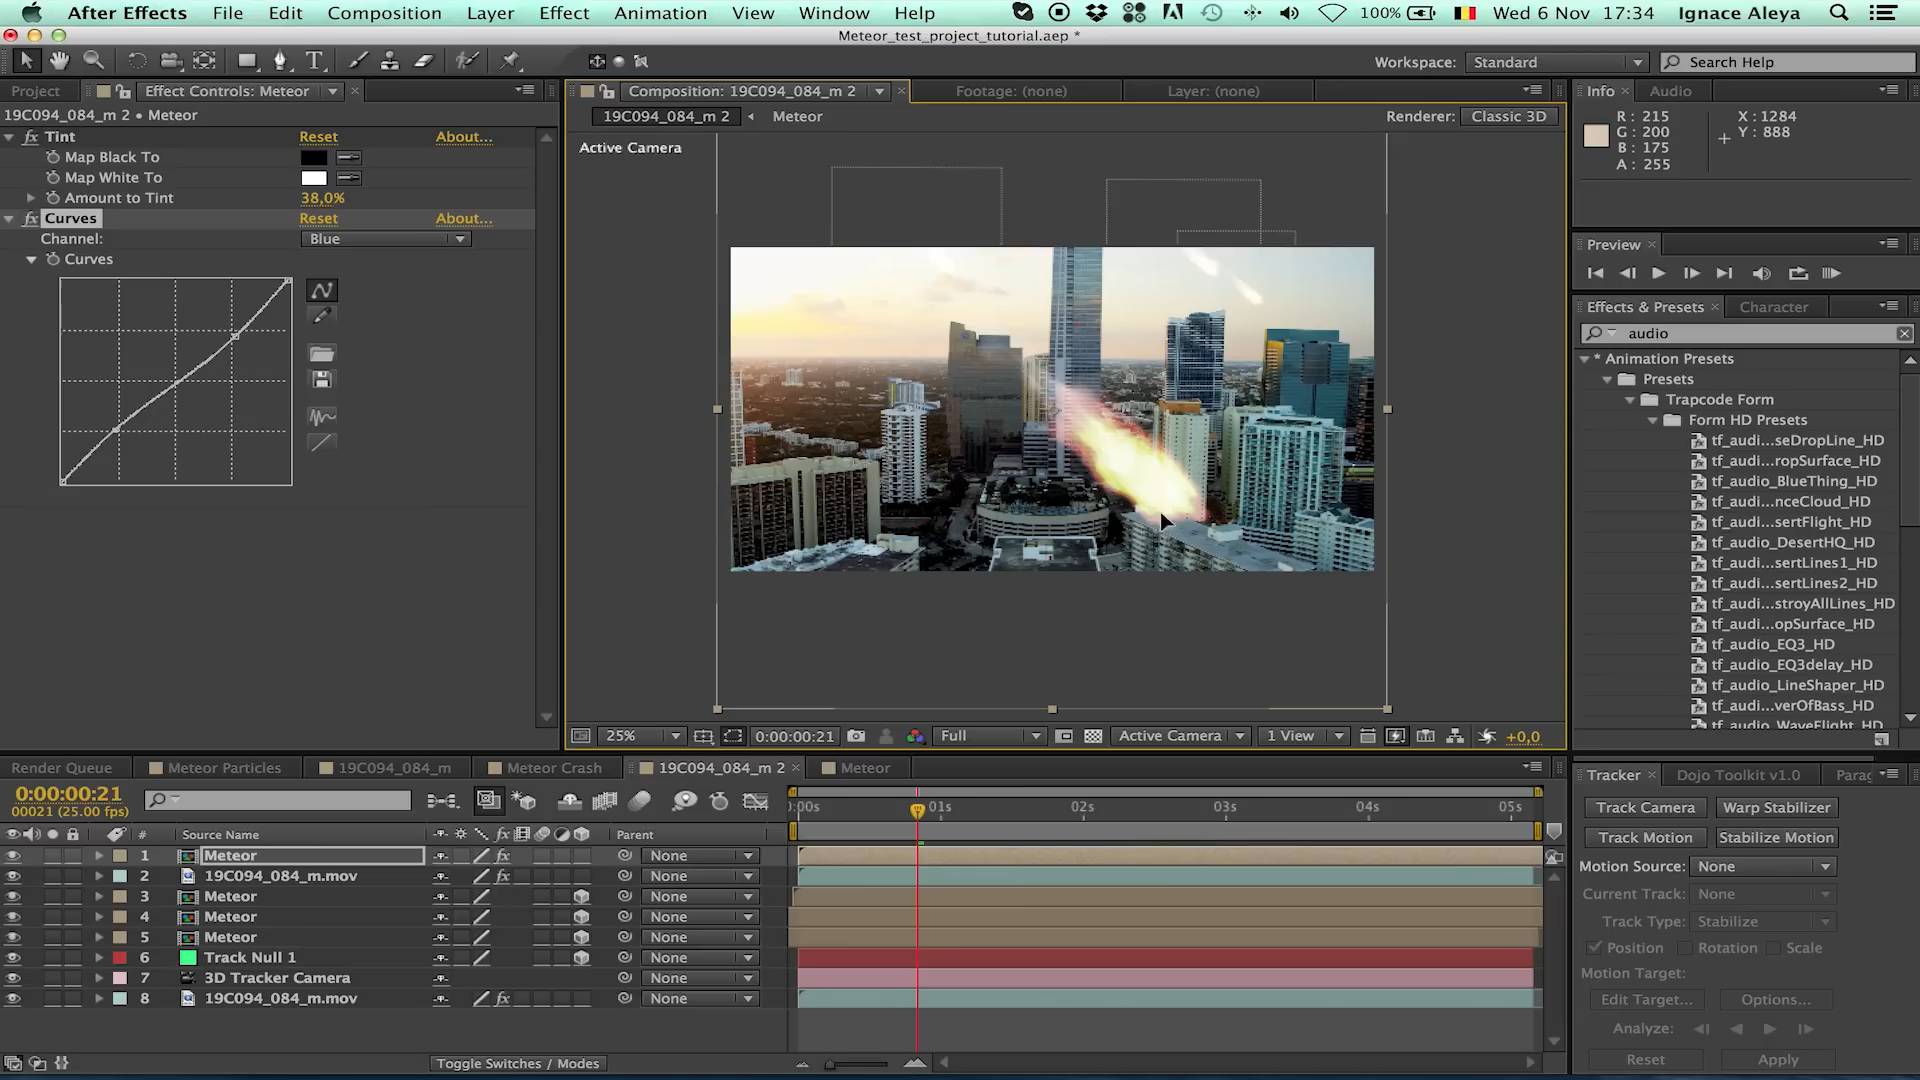 After Effects File Edit Composition Layer Effect Animation View Window Help 100% Wed 6 Nov 17:34 Ignace Aleya
Meteor_test_project_tutorial.aep *
T Workspace: Standard Search Help
Project Effect Controls: Meteor Composition: 19C094_084_m 2 Footage: (none) Layer: (none) Info Audio
19C094_084_m 2 • Meteor 19C094_084_m 2 Meteor Renderer: Classic 3D
R : 215 X : 1284
G : 200 Y : 888
B : 175
A : 255
fx Tint Reset About... Active Camera
Map Black To
Map White To
Amount to Tint 38,0%
fx Curves Reset About...
Channel: Blue
Curves
Preview
Effects & Presets Character
audio
* Animation Presets
Presets
Trapcode Form
Form HD Presets
tf_audi...seDropLine_HD
tf_audi...ropSurface_HD
tf_audio_BlueThing_HD
tf_audi...nceCloud_HD
tf_audi...sertFlight_HD
tf_audio_DesertHQ_HD
tf_audi...sertLines1_HD
tf_audi...sertLines2_HD
tf_audi...stroyAllLines_HD
tf_audi...opSurface_HD
tf_audio_EQ3_HD
tf_audio_EQ3delay_HD
tf_audio_LineShaper_HD
tf_audi...verOfBass_HD
tf_audio_WaveFlight_HD
25% 0:00:00:21 Full Active Camera 1 View +0,0
Render Queue Meteor Particles 19C094_084_m Meteor Crash 19C094_084_m 2 Meteor
0:00:00:21
00021 (25.00 fps)
:00s 01s 02s 03s 04s 05s
# Source Name fx Parent
1 Meteor fx None
2 19C094_084_m.mov fx None
3 Meteor None
4 Meteor None
5 Meteor None
6 Track Null 1 None
7 3D Tracker Camera None
8 19C094_084_m.mov fx None
Toggle Switches / Modes
Tracker Dojo Toolkit v1.0 Parag
Track Camera Warp Stabilizer
Track Motion Stabilize Motion
Motion Source: None
Current Track: None
Track Type: Stabilize
Position Rotation Scale
Motion Target:
Edit Target... Options...
Analyze:
Reset Apply